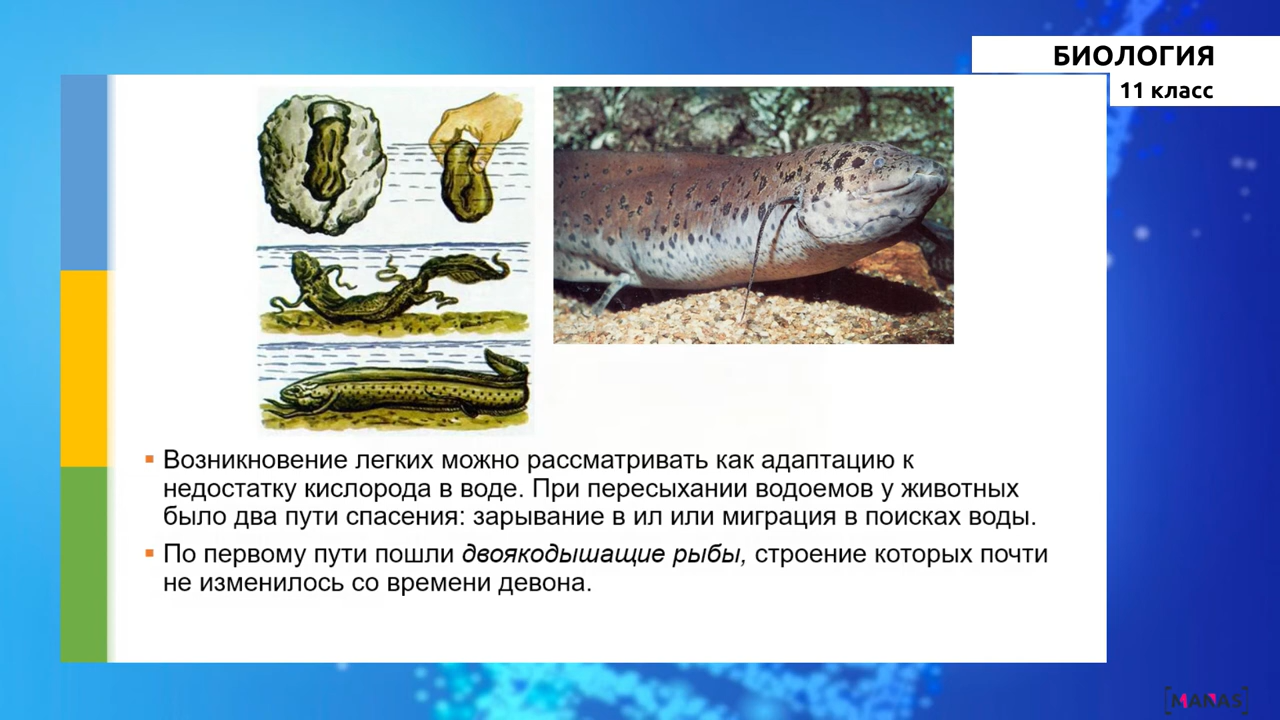 БИОЛОГИЯ
11 класс
Возникновение легких можно рассматривать как адаптацию к
недостатку кислорода в воде. При пересыхании водоемов у животных
было два пути спасения: зарывание в ил или миграция в поисках воды.
По первому пути пошли двоякодышащие рыбы, строение которых почти
не изменилось со времени девона.
[MANAS]